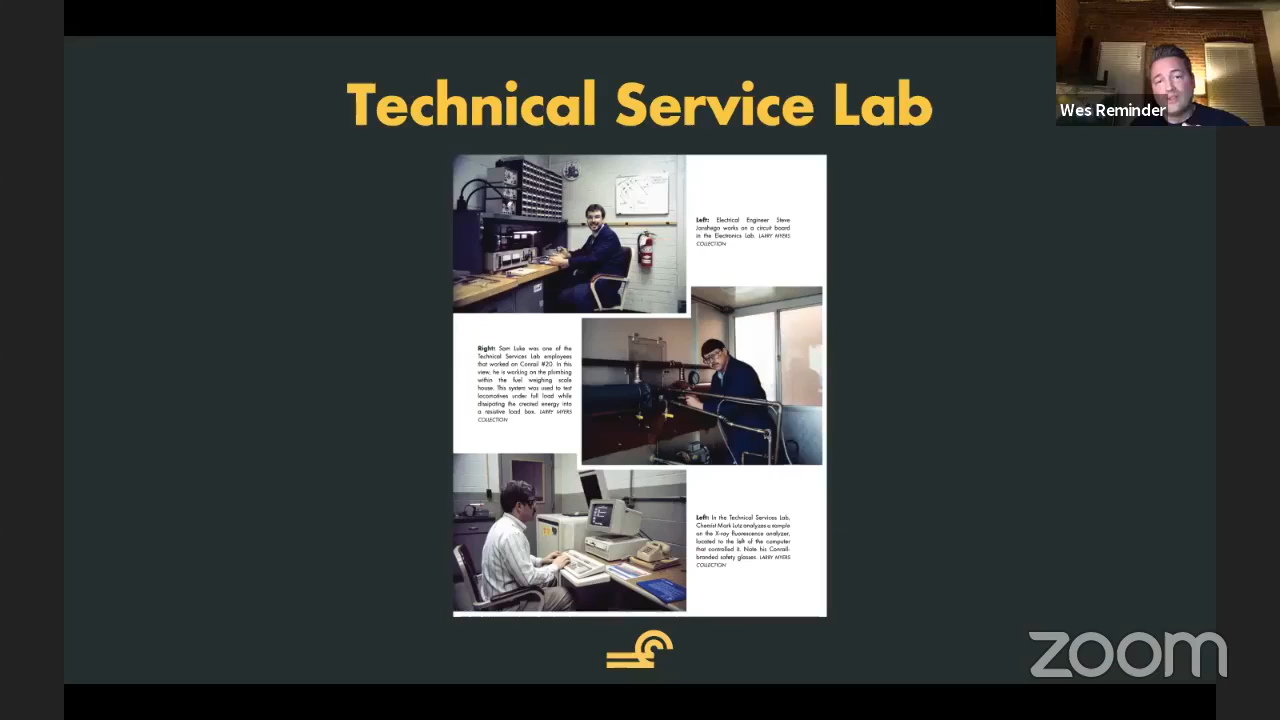 Technical Service Lab
Wes Reminder
Left: Electrical Engineer Steve
Janshego works on a circuit board
in the Electronics Lab. LARRY MYERS
COLLECTION
Right: Sam Luke was one of the
Technical Services Lab employees
that worked on Conrail #20. In this
view, he is working on the plumbing
within the fuel weighing scale
house. This system was used to test
locomotives under full load while
dissipating the created energy into
a resistive load box. LARRY MYERS
COLLECTION
Left: In the Technical Services Lab,
Chemist Mark Lutz analyzes a sample
on the X-ray fluorescence analyzer,
located to the left of the computer
that controlled it. Note his Conrail-
branded safety glasses. LARRY MYERS
COLLECTION
zoom